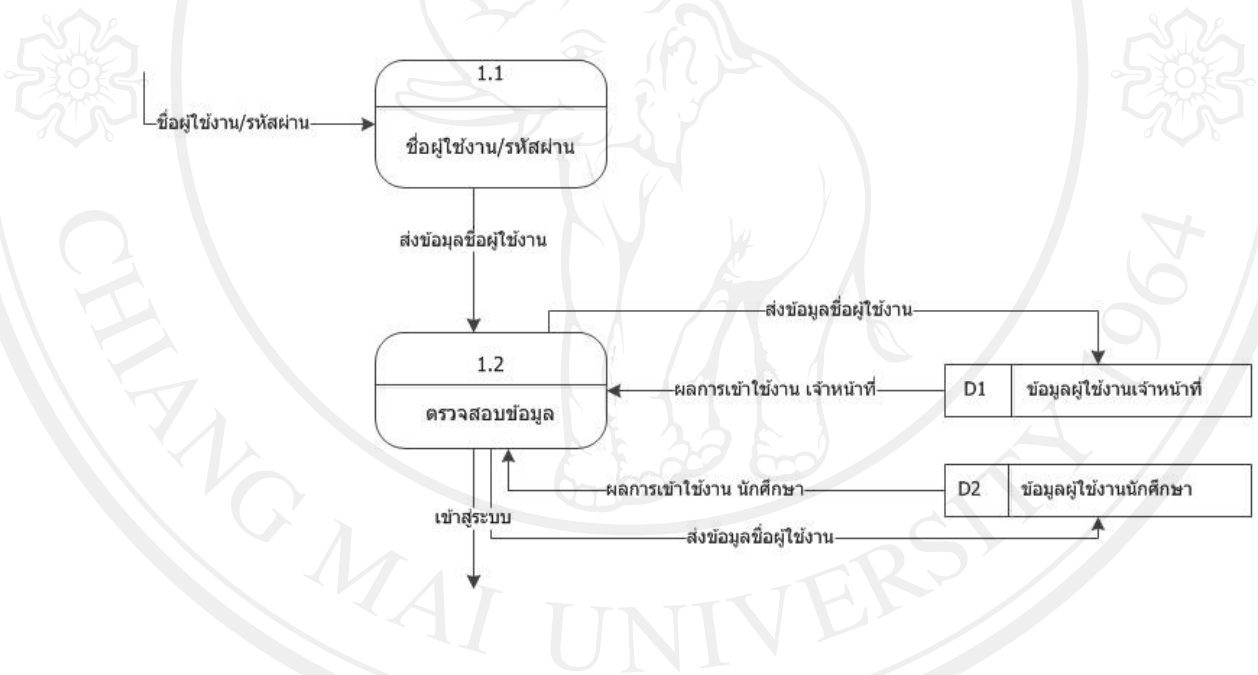 1.1
ชื่อผู้ใช้งาน/รหัสผ่าน
ชื่อผู้ใช้งาน/รหัสผ่าน
ส่งข้อมุลชื่อผู้ใช้งาน
ส่งข้อมูลชื่อผู้ใช้งาน
1.2
ผลการเข้าใช้งาน เจ้าหน้าที่
D1
ข้อมูลผู้ใช้งานเจ้าหน้าที่
ตรวจสอบข้อมูล
ผลการเข้าใช้งาน นักศึกษา
D2
ข้อมูลผู้ใช้งานนักศึกษา
เข้าสู่ระบบ
ส่งข้อมูลชื่อผู้ใช้งาน
CHIANG MAI UNIVERSITY 1964